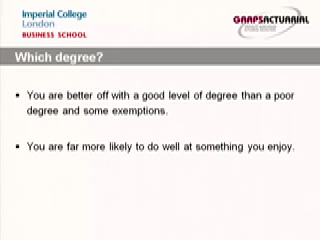 Imperial College
London
BUSINESS SCHOOL
GRAPSACTUARIAL
Which degree?
• You are better off with a good level of degree than a poor
degree and some exemptions.
• You are far more likely to do well at something you enjoy.